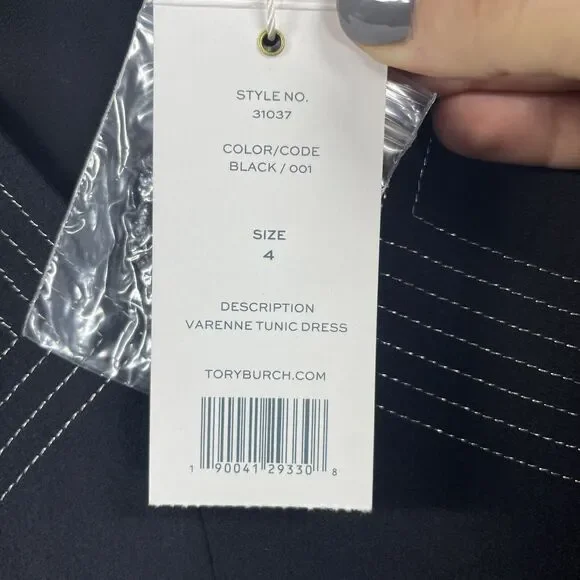 STYLE NO.
31037
COLOR/CODE
BLACK / 001
SIZE
4
DESCRIPTION
VARENNE TUNIC DRESS
TORYBURCH.COM
1 90041 29330 8